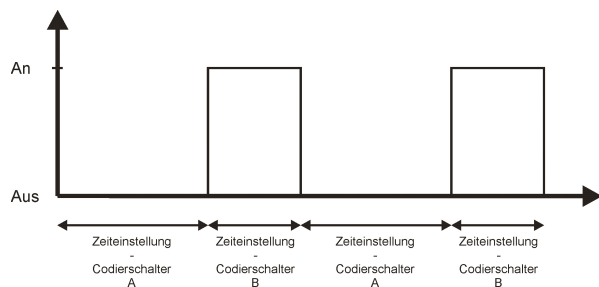 An
Aus
Zeiteinstellung
-
Codierschalter
A
Zeiteinstellung
-
Codierschalter
B
Zeiteinstellung
-
Codierschalter
A
Zeiteinstellung
-
Codierschalter
B